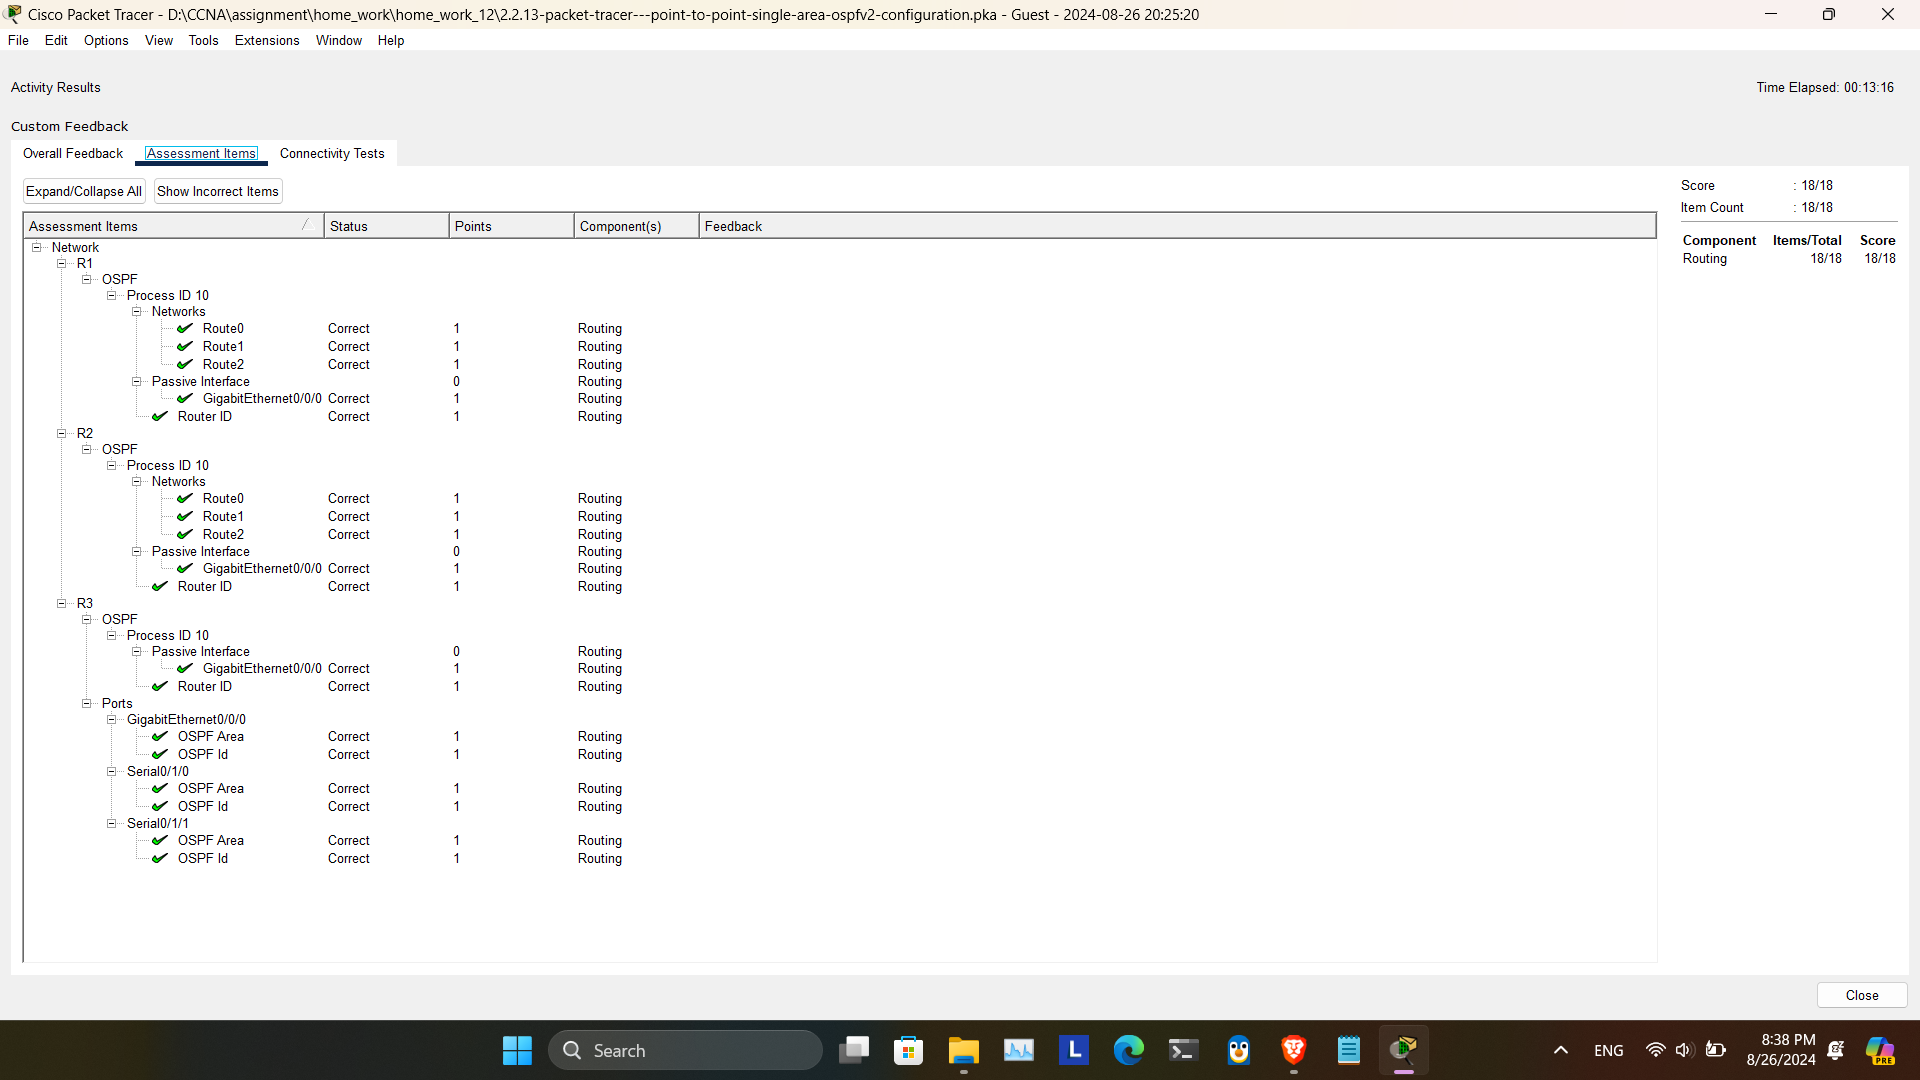 Cisco Packet Tracer - D:\CCNA\assignment\home_work\home_work_12\2.2.13-packet-tracer---point-to-point-single-area-ospfv2-configuration.pka - Guest - 2024-08-26 20:25:20
File Edit Options View Tools Extensions Window Help
Activity Results Time Elapsed: 00:13:16
Custom Feedback
Overall Feedback Assessment Items Connectivity Tests
Expand/Collapse All Show Incorrect Items
Score : 18/18
Item Count : 18/18
Component Items/Total Score
Routing 18/18 18/18
Assessment Items Status Points Component(s) Feedback
Network
R1
OSPF
Process ID 10
Networks
Route0 Correct 1 Routing
Route1 Correct 1 Routing
Route2 Correct 1 Routing
Passive Interface 0 Routing
GigabitEthernet0/0/0 Correct 1 Routing
Router ID Correct 1 Routing
R2
OSPF
Process ID 10
Networks
Route0 Correct 1 Routing
Route1 Correct 1 Routing
Route2 Correct 1 Routing
Passive Interface 0 Routing
GigabitEthernet0/0/0 Correct 1 Routing
Router ID Correct 1 Routing
R3
OSPF
Process ID 10
Passive Interface 0 Routing
GigabitEthernet0/0/0 Correct 1 Routing
Router ID Correct 1 Routing
Ports
GigabitEthernet0/0/0
OSPF Area Correct 1 Routing
OSPF Id Correct 1 Routing
Serial0/1/0
OSPF Area Correct 1 Routing
OSPF Id Correct 1 Routing
Serial0/1/1
OSPF Area Correct 1 Routing
OSPF Id Correct 1 Routing
Close
Search
L
ENG
8:38 PM
8/26/2024
PRE